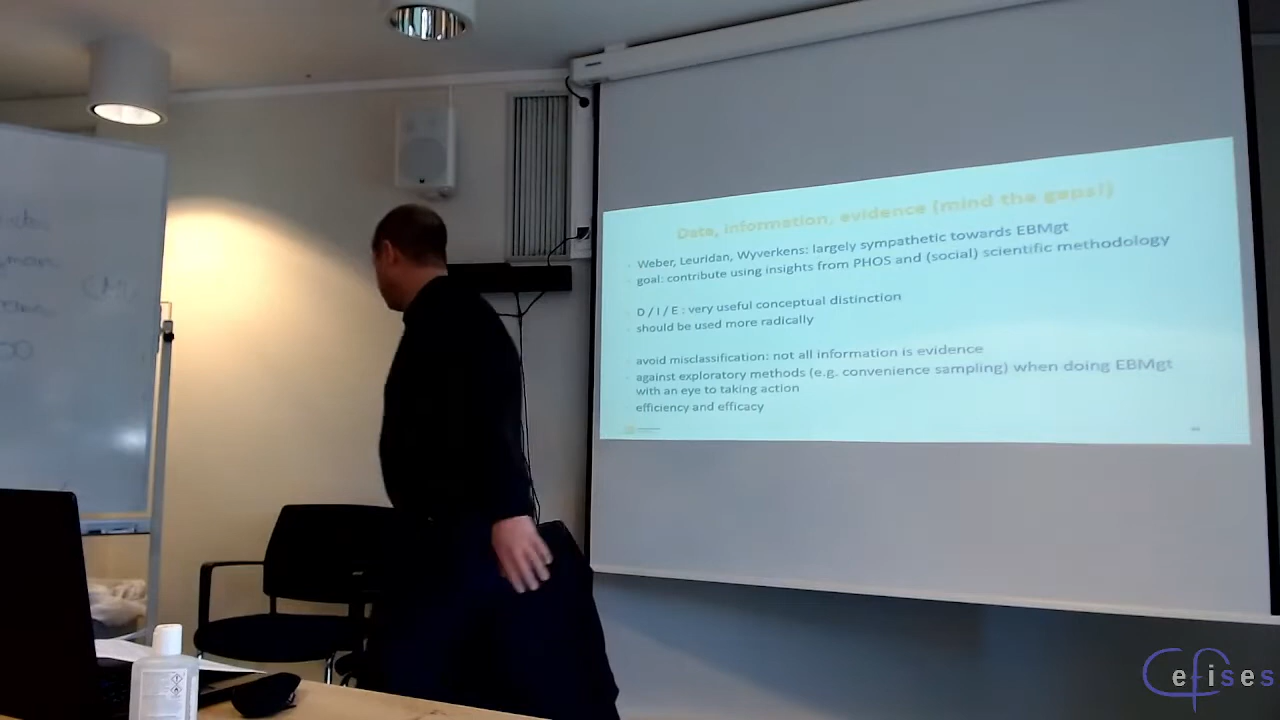 Data, information, evidence (mind the gaps!)
Weber, Leuridan, Wyverkens: largely sympathetic towards EBMgt
goal: contribute using insights from PHOS and (social) scientific methodology
D / I / E : very useful conceptual distinction
should be used more radically
avoid misclassification: not all information is evidence
against exploratory methods (e.g. convenience sampling) when doing EBMgt
with an eye to taking action
efficiency and efficacy
efises